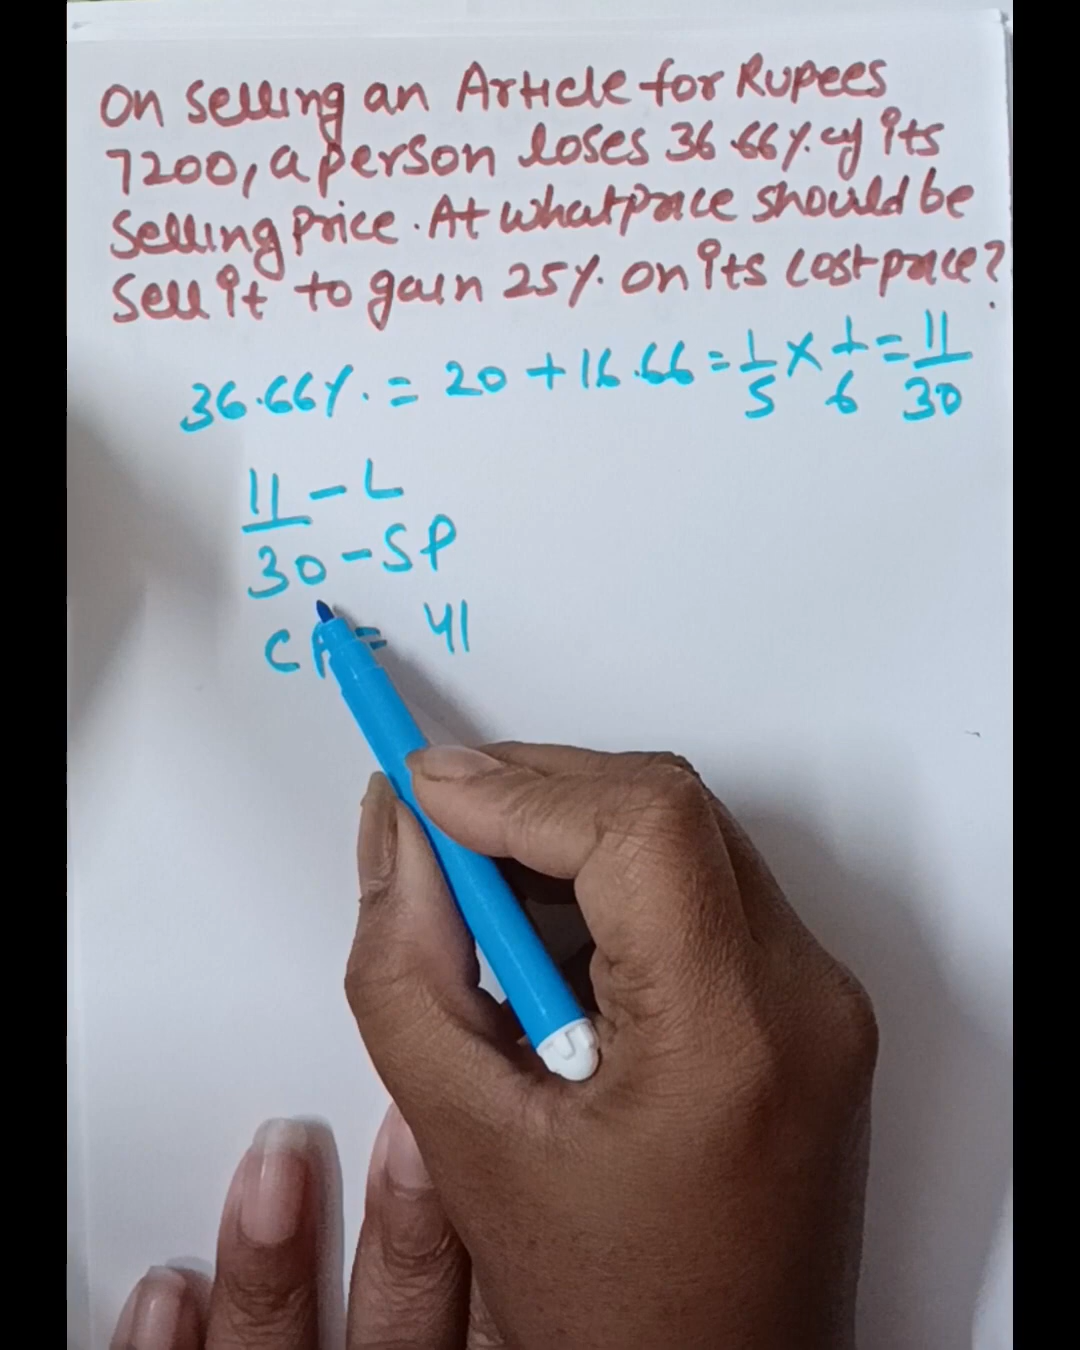 On Selling an Article for Rupees
7200, a person loses 36.66%. of its
Selling Price. At what price should be
Sell it to gain 25%. on its cost price?
36.66%. = 20 + 16.66 = 1/5 × 1/6 = 11/30
11 - L
30 - SP
CP = 41